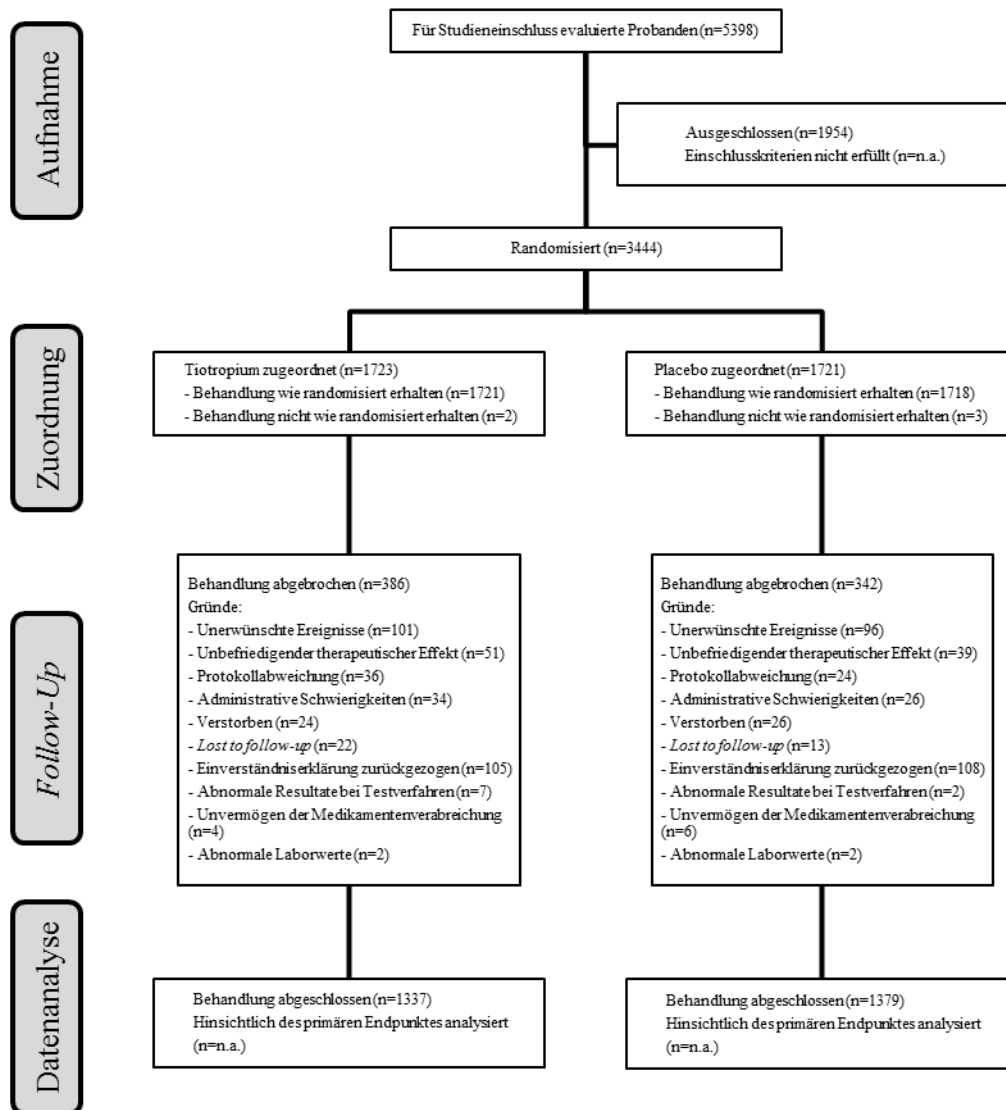 Aufnahme
Für Studieneinschluss evaluierte Probanden (n=5398)
Ausgeschlossen (n=1954)
Einschlusskriterien nicht erfüllt (n=n.a.)
Randomisiert (n=3444)
Zuordnung
Tiotropium zugeordnet (n=1723)
- Behandlung wie randomisiert erhalten (n=1721)
- Behandlung nicht wie randomisiert erhalten (n=2)
Placebo zugeordnet (n=1721)
- Behandlung wie randomisiert erhalten (n=1718)
- Behandlung nicht wie randomisiert erhalten (n=3)
Follow-Up
Behandlung abgebrochen (n=386)
Gründe:
- Unerwünschte Ereignisse (n=101)
- Unbefriedigender therapeutischer Effekt (n=51)
- Protokollabweichung (n=36)
- Administrative Schwierigkeiten (n=34)
- Verstorben (n=24)
- Lost to follow-up (n=22)
- Einverständniserklärung zurückgezogen (n=105)
- Abnormale Resultate bei Testverfahren (n=7)
- Unvermögen der Medikamentenverabreichung
(n=4)
- Abnormale Laborwerte (n=2)
Behandlung abgebrochen (n=342)
Gründe:
- Unerwünschte Ereignisse (n=96)
- Unbefriedigender therapeutischer Effekt (n=39)
- Protokollabweichung (n=24)
- Administrative Schwierigkeiten (n=26)
- Verstorben (n=26)
- Lost to follow-up (n=13)
- Einverständniserklärung zurückgezogen (n=108)
- Abnormale Resultate bei Testverfahren (n=2)
- Unvermögen der Medikamentenverabreichung
(n=6)
- Abnormale Laborwerte (n=2)
Datenanalyse
Behandlung abgeschlossen (n=1337)
Hinsichtlich des primären Endpunktes analysiert
(n=n.a.)
Behandlung abgeschlossen (n=1379)
Hinsichtlich des primären Endpunktes analysiert
(n=n.a.)